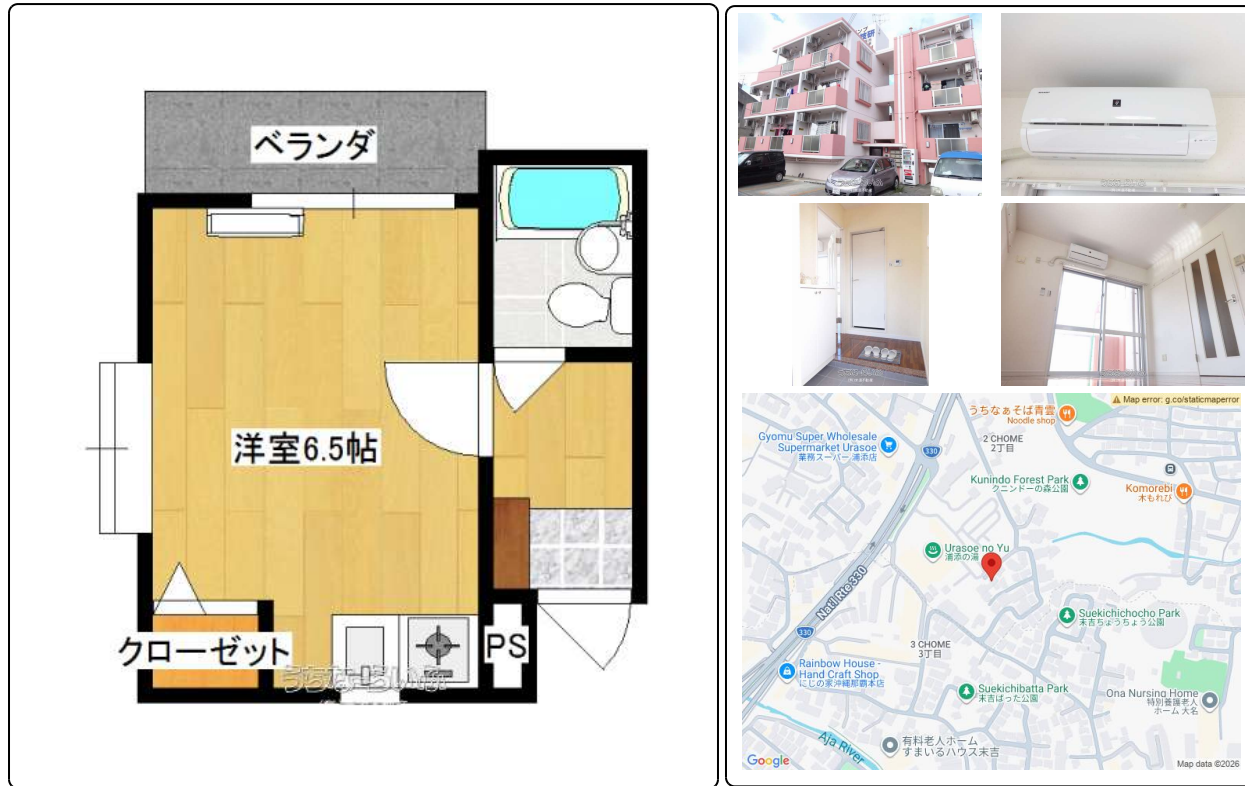 ベランダ
洋室6.5帖
クローゼット
PS
うちなーらいふ
Map error: g.co/staticmaperror
うちなぁそば青雲
Noodle shop
2 CHOME
2丁目
Gyomu Super Wholesale
Supermarket Urasoe
業務スーパー 浦添店
330
Kunindo Forest Park
クニンドーの森公園
Komorebi
木もれび
Urasoe no Yu
浦添の湯
Nat'l Rte 330
Suekichichocho Park
末吉ちょうちょう公園
330
3 CHOME
3丁目
Rainbow House -
Hand Craft Shop
にじの家沖縄那覇本店
Suekichibatta Park
末吉ばった公園
Ona Nursing Home
特別養護老人
ホーム 大名
Aja River
有料老人ホーム
すまいるハウス末吉
Google
Map data ©2026